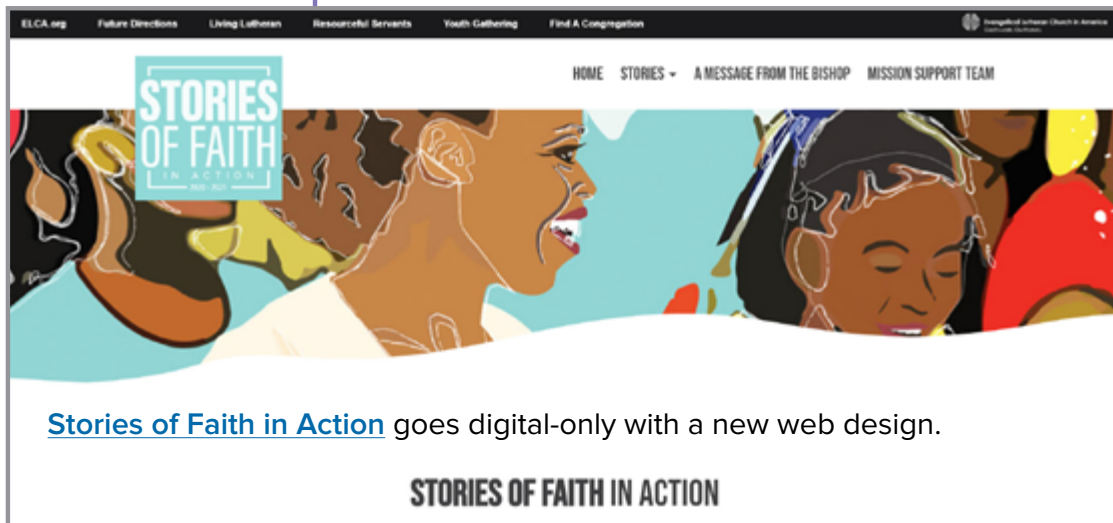 ELCA.org Future Directions Living Lutheran Resourceful Servants Youth Gathering Find A Congregation Evangelical Lutheran Church in America
HOME STORIES A MESSAGE FROM THE BISHOP MISSION SUPPORT TEAM
STORIES
OF FAITH
IN ACTION
2020 - 2021
Stories of Faith in Action goes digital-only with a new web design.
STORIES OF FAITH IN ACTION